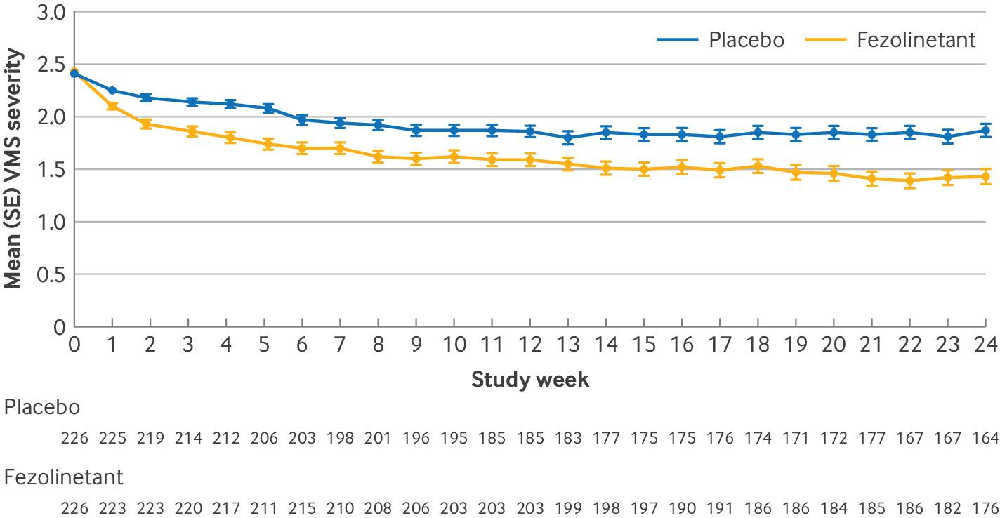 Mean (SE) VMS severity
3.0
2.5
2.0
1.5
1.0
0.5
0
Placebo Fezolinetant
0 1 2 3 4 5 6 7 8 9 10 11 12 13 14 15 16 17 18 19 20 21 22 23 24
Study week
Placebo
226 225 219 214 212 206 203 198 201 196 195 185 185 183 177 175 175 176 174 171 172 177 167 167 164
Fezolinetant
226 223 223 220 217 211 215 210 208 206 203 203 203 199 198 197 190 191 186 186 184 185 186 182 176